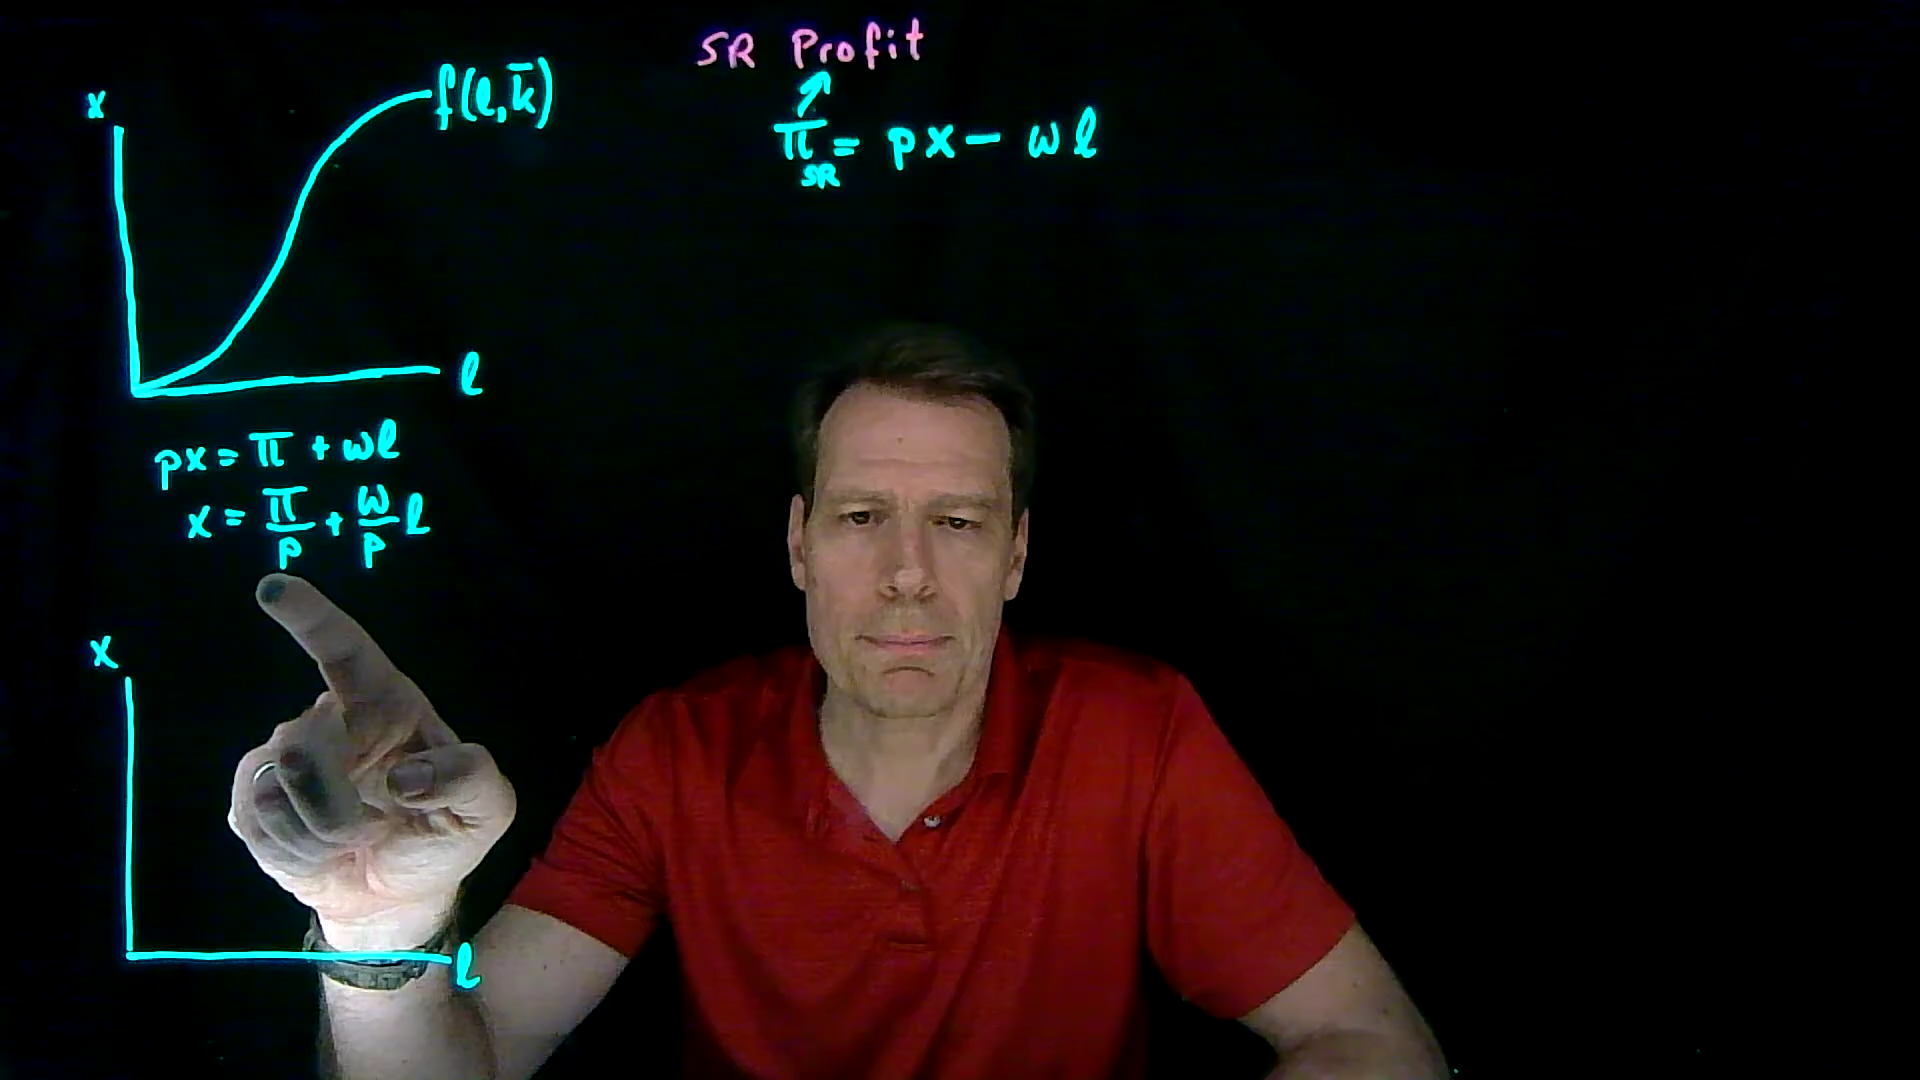 SR Profit
x
f(l, k̄)
π_SR = px − wl
l
px = π + wl
x = π/p + w/p l
x
l